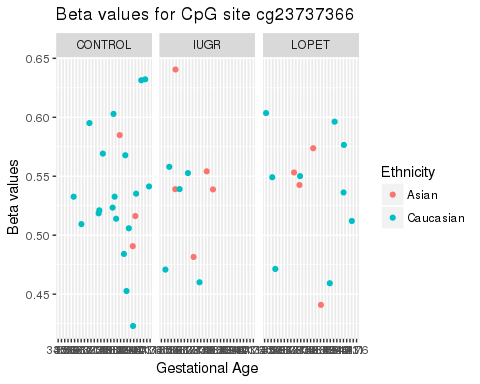 Beta values for CpG site cg23737366
CONTROL IUGR LOPET
0.65
0.60
0.55
0.50
0.45
Beta values
Gestational Age
Ethnicity
Asian
Caucasian